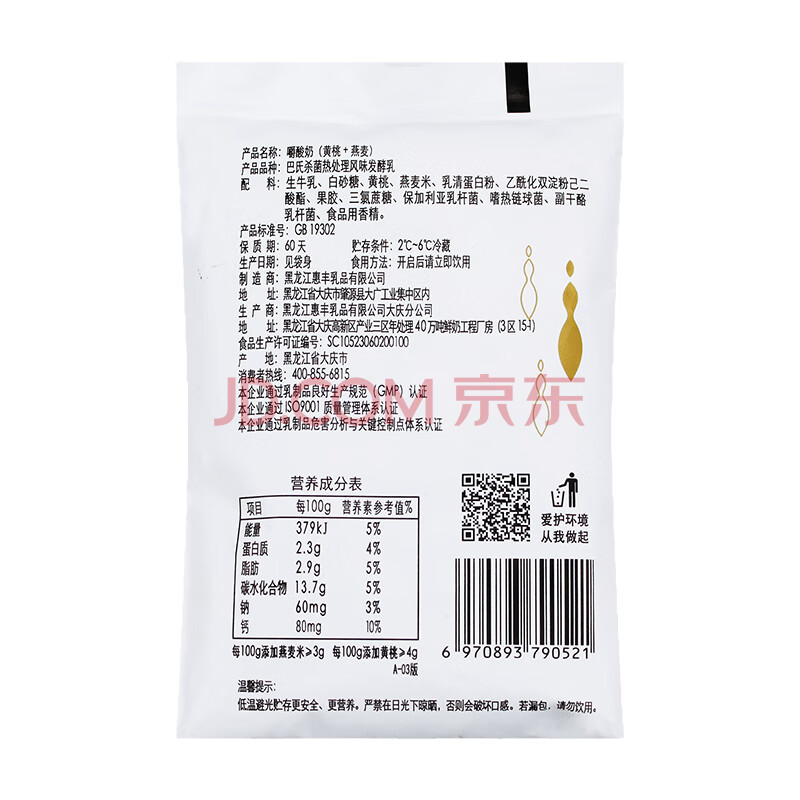 产品名称：嚼酸奶（黄桃+燕麦）
产品品种：巴氏杀菌热处理风味发酵乳
配 料：生牛乳、白砂糖、黄桃、燕麦米、乳清蛋白粉、乙酰化双淀粉己二
酸酯、果胶、三氯蔗糖、保加利亚乳杆菌、嗜热链球菌、副干酪
乳杆菌、食品用香精。
产品标准号：GB 19302
保 质 期：60天 贮存条件：2℃~6℃冷藏
生产日期：见袋身 食用方法：开启后请立即饮用
制 造 商：黑龙江惠丰乳品有限公司
地 址：黑龙江省大庆市肇源县大广工业集中区内
生 产 商：黑龙江惠丰乳品有限公司大庆分公司
地 址：黑龙江省大庆高新区产业三区年处理40万吨鲜奶工程厂房（3区15-1）
食品生产许可证编号：SC10523060200100
产 地：黑龙江省大庆市
消费者热线：400-855-6815
本企业通过乳制品良好生产规范（GMP）认证
本企业通过ISO9001质量管理体系认证
本企业通过乳制品危害分析与关键控制点体系认证
JD.COM 京东
营养成分表
项目 每100g 营养素参考值%
能量 379kJ 5%
蛋白质 2.3g 4%
脂肪 2.9g 5%
碳水化合物 13.7g 5%
钠 60mg 3%
钙 80mg 10%
每100g添加燕麦米≥3g 每100g添加黄桃≥4g
A-03版
爱护环境
从我做起
6 970893 790521
温馨提示：
低温避光贮存更安全、更营养。严禁在日光下晾晒，否则会破坏口感。若漏包，请勿饮用。